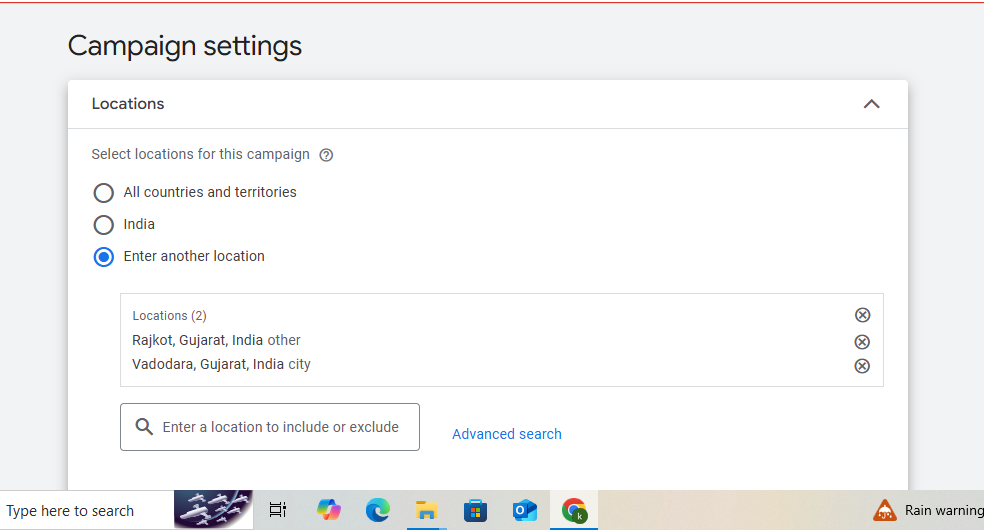 Campaign settings
Locations
Select locations for this campaign
All countries and territories
India
Enter another location
Locations (2)
Rajkot, Gujarat, India other
Vadodara, Gujarat, India city
Enter a location to include or exclude
Advanced search
Type here to search
Rain warning